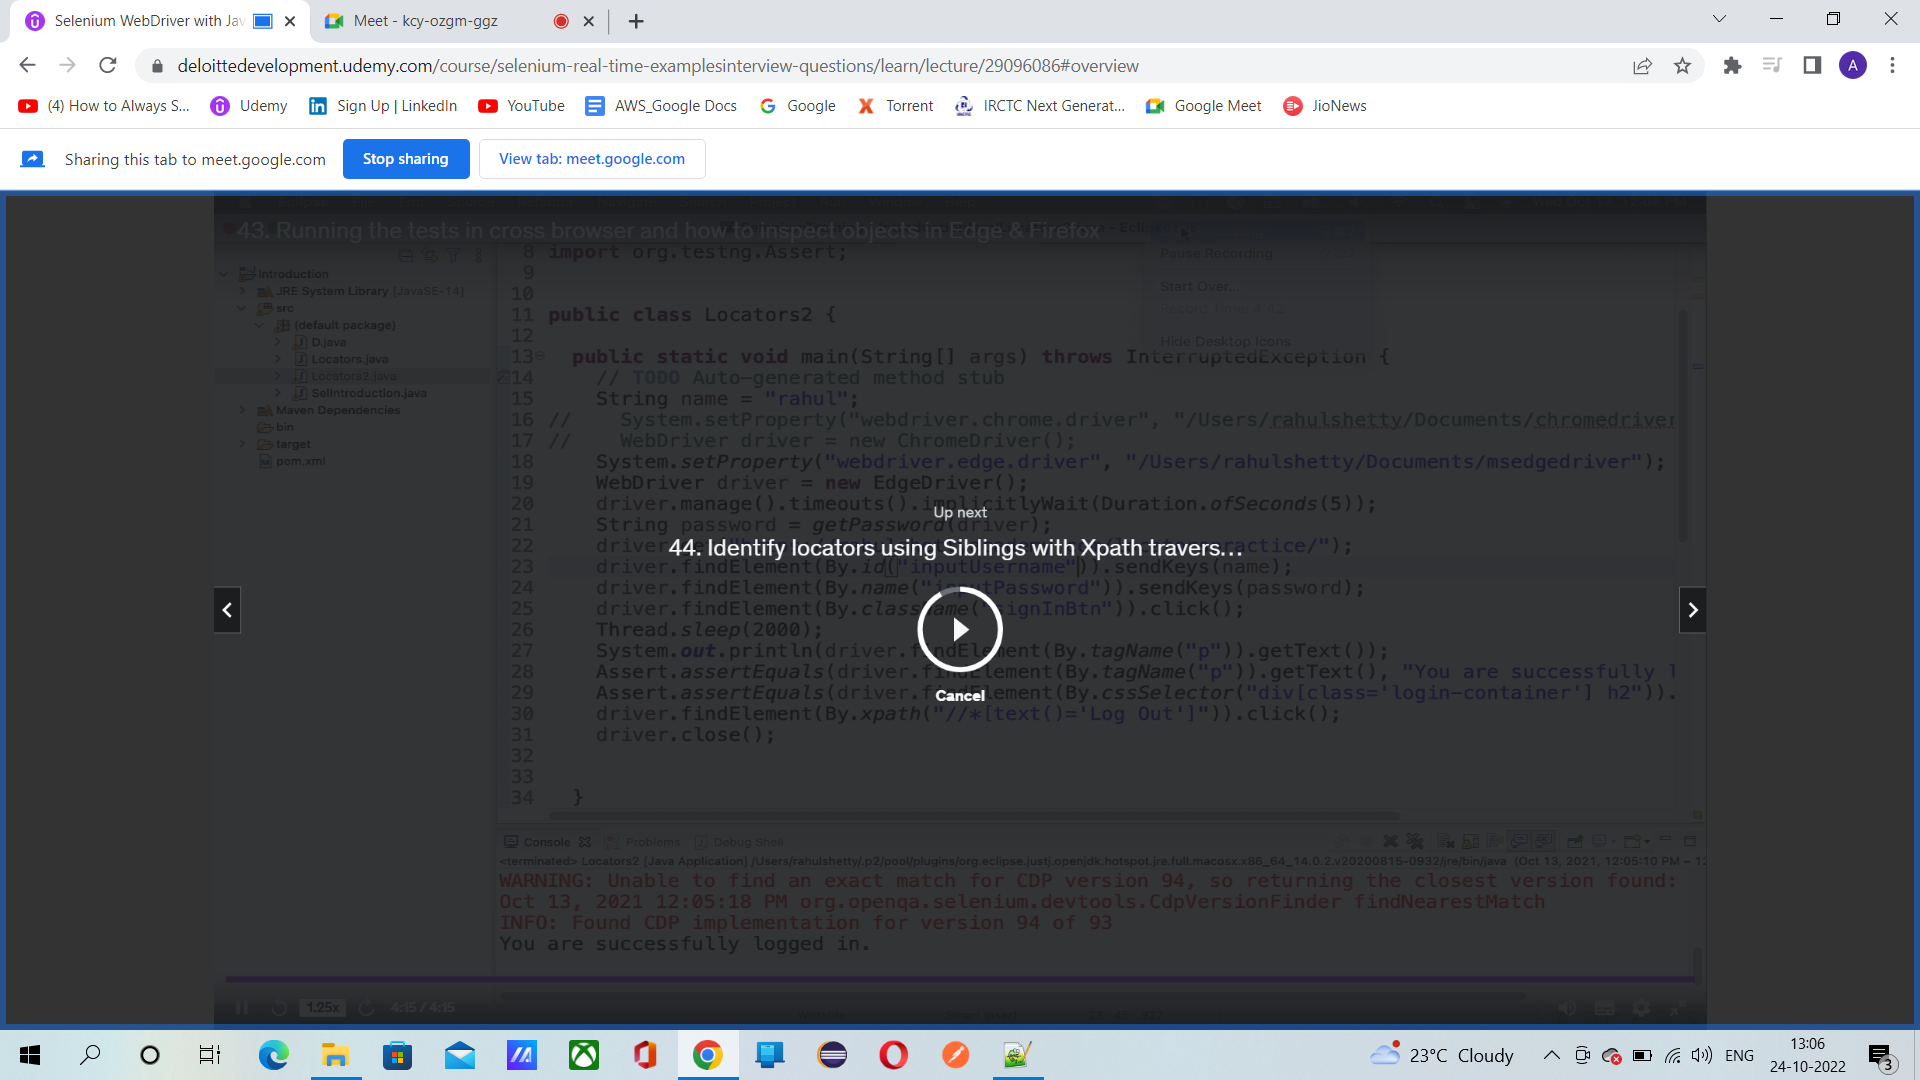 Selenium WebDriver with Jav
Meet - kcy-ozgm-ggz
deloittedevelopment.udemy.com/course/selenium-real-time-examplesinterview-questions/learn/lecture/29096086#overview
A
(4) How to Always S...
Udemy
Sign Up | LinkedIn
YouTube
AWS_Google Docs
Google
Torrent
IRCTC Next Generat...
Google Meet
JioNews
Sharing this tab to meet.google.com
Stop sharing
View tab: meet.google.com
43. Running the tests in cross browser and how to inspect objects in Edge & Firefox
Pause Recording
Start Over...
Hide Desktop Icons
Introduction
JRE System Library [JavaSE-14]
src
(default package)
D.java
Locators.java
Locators2.java
SelIntroduction.java
Maven Dependencies
bin
target
pom.xml
8 import org.testng.Assert;
9
10
11 public class Locators2 {
12
13 public static void main(String[] args) throws InterruptedException {
14 // TODO Auto-generated method stub
15 String name = "rahul";
16 // System.setProperty("webdriver.chrome.driver", "/Users/rahulshetty/Documents/chromedriver
17 // WebDriver driver = new ChromeDriver();
18 System.setProperty("webdriver.edge.driver", "/Users/rahulshetty/Documents/msedgedriver");
19 WebDriver driver = new EdgeDriver();
20 driver.manage().timeouts().implicitlyWait(Duration.ofSeconds(5));
21 String password = getPassword(driver);
22 driver
practice/");
23 driver.findElement(By.id("inputUsername")).sendKeys(name);
24 driver.findElement(By.name("inputPassword")).sendKeys(password);
25 driver.findElement(By.className("signInBtn")).click();
26 Thread.sleep(2000);
27 System.out.println(driver.findElement(By.tagName("p")).getText());
28 Assert.assertEquals(driver.findElement(By.tagName("p")).getText(), "You are successfully l
29 Assert.assertEquals(driver.findElement(By.cssSelector("div[class='login-container'] h2")).
30 driver.findElement(By.xpath("//*[text()='Log Out']")).click();
31 driver.close();
32
33
34 }
Up next
44. Identify locators using Siblings with Xpath travers...
Cancel
Console
Problems
Debug Shell
<terminated> Locators2 [Java Application] /Users/rahulshetty/.p2/pool/plugins/org.eclipse.justj.openjdk.hotspot.jre.full.macosx.x86_64_14.0.2.v20200815-0932/jre/bin/java (Oct 13, 2021, 12:05:10 PM – 12
WARNING: Unable to find an exact match for CDP version 94, so returning the closest version found:
Oct 13, 2021 12:05:18 PM org.openqa.selenium.devtools.CdpVersionFinder findNearestMatch
INFO: Found CDP implementation for version 94 of 93
You are successfully logged in.
1.25x
4:15 / 4:15
23°C Cloudy
ENG
13:06
24-10-2022
3